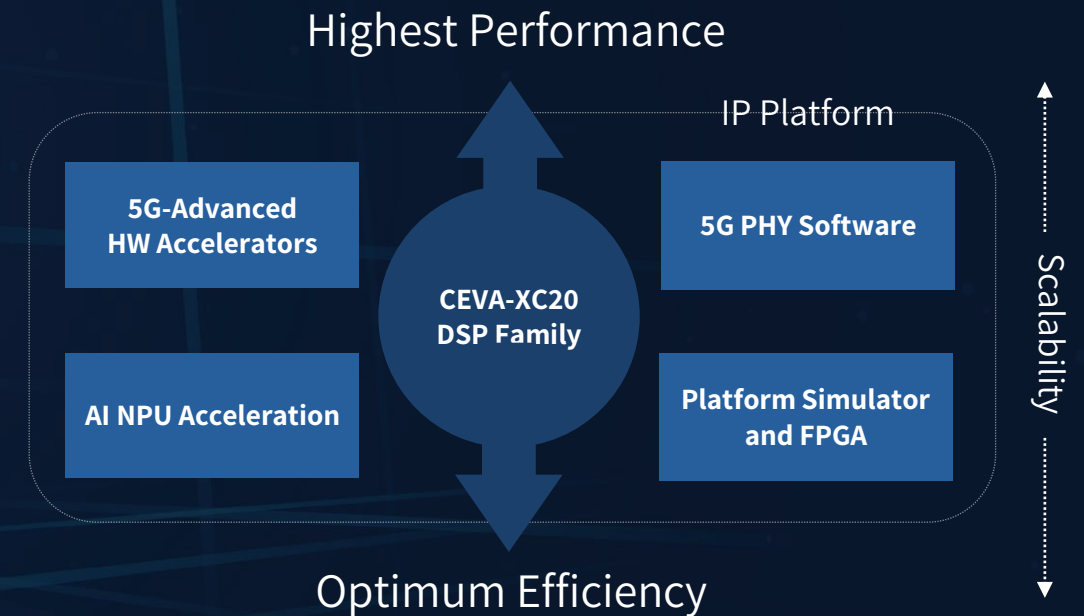 Highest Performance
IP Platform
5G-Advanced
HW Accelerators
5G PHY Software
CEVA-XC20
DSP Family
AI NPU Acceleration
Platform Simulator
and FPGA
Scalability
Optimum Efficiency